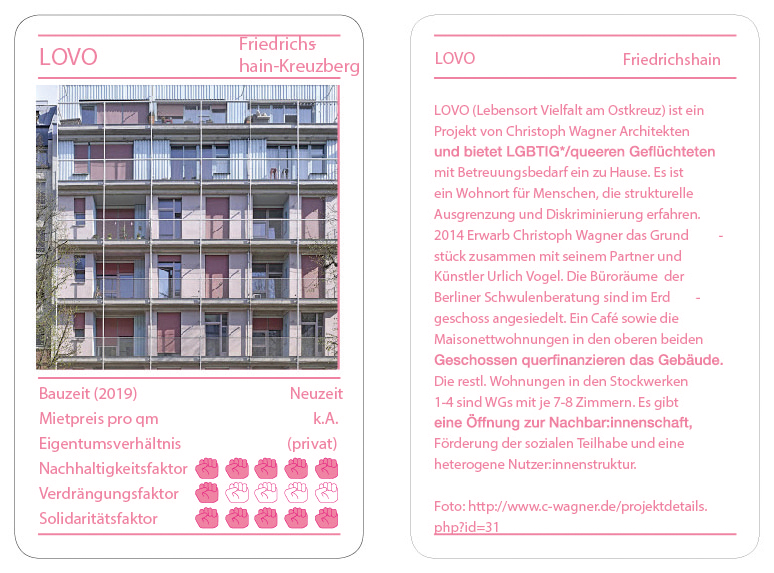 LOVO
Friedrichs-
hain-Kreuzberg
Bauzeit (2019) Neuzeit
Mietpreis pro qm k.A.
Eigentumsverhältnis (privat)
Nachhaltigkeitsfaktor
Verdrängungsfaktor
Solidaritätsfaktor
LOVO Friedrichshain
LOVO (Lebensort Vielfalt am Ostkreuz) ist ein
Projekt von Christoph Wagner Architekten
und bietet LGBTIG*/queeren Geflüchteten
mit Betreuungsbedarf ein zu Hause. Es ist
ein Wohnort für Menschen, die strukturelle
Ausgrenzung und Diskriminierung erfahren.
2014 Erwarb Christoph Wagner das Grund -
stück zusammen mit seinem Partner und
Künstler Urlich Vogel. Die Büroräume der
Berliner Schwulenberatung sind im Erd -
geschoss angesiedelt. Ein Café sowie die
Maisonettwohnungen in den oberen beiden
Geschossen querfinanzieren das Gebäude.
Die restl. Wohnungen in den Stockwerken
1-4 sind WGs mit je 7-8 Zimmern. Es gibt
eine Öffnung zur Nachbar:innenschaft,
Förderung der sozialen Teilhabe und eine
heterogene Nutzer:innenstruktur.
Foto: http://www.c-wagner.de/projektdetails.
php?id=31